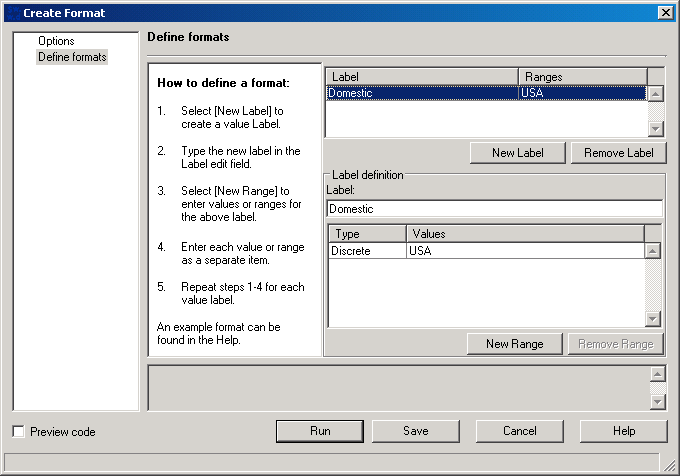 Create Format
Options
Define formats
Define formats
How to define a format:
1. Select [New Label] to
create a value Label.
2. Type the new label in the
Label edit field.
3. Select [New Range] to
enter values or ranges for
the above label.
4. Enter each value or range
as a separate item.
5. Repeat steps 1-4 for each
value label.
An example format can be
found in the Help.
Label Ranges
Domestic USA
New Label Remove Label
Label definition
Label:
Domestic
Type Values
Discrete USA
New Range Remove Range
Preview code
Run Save Cancel Help